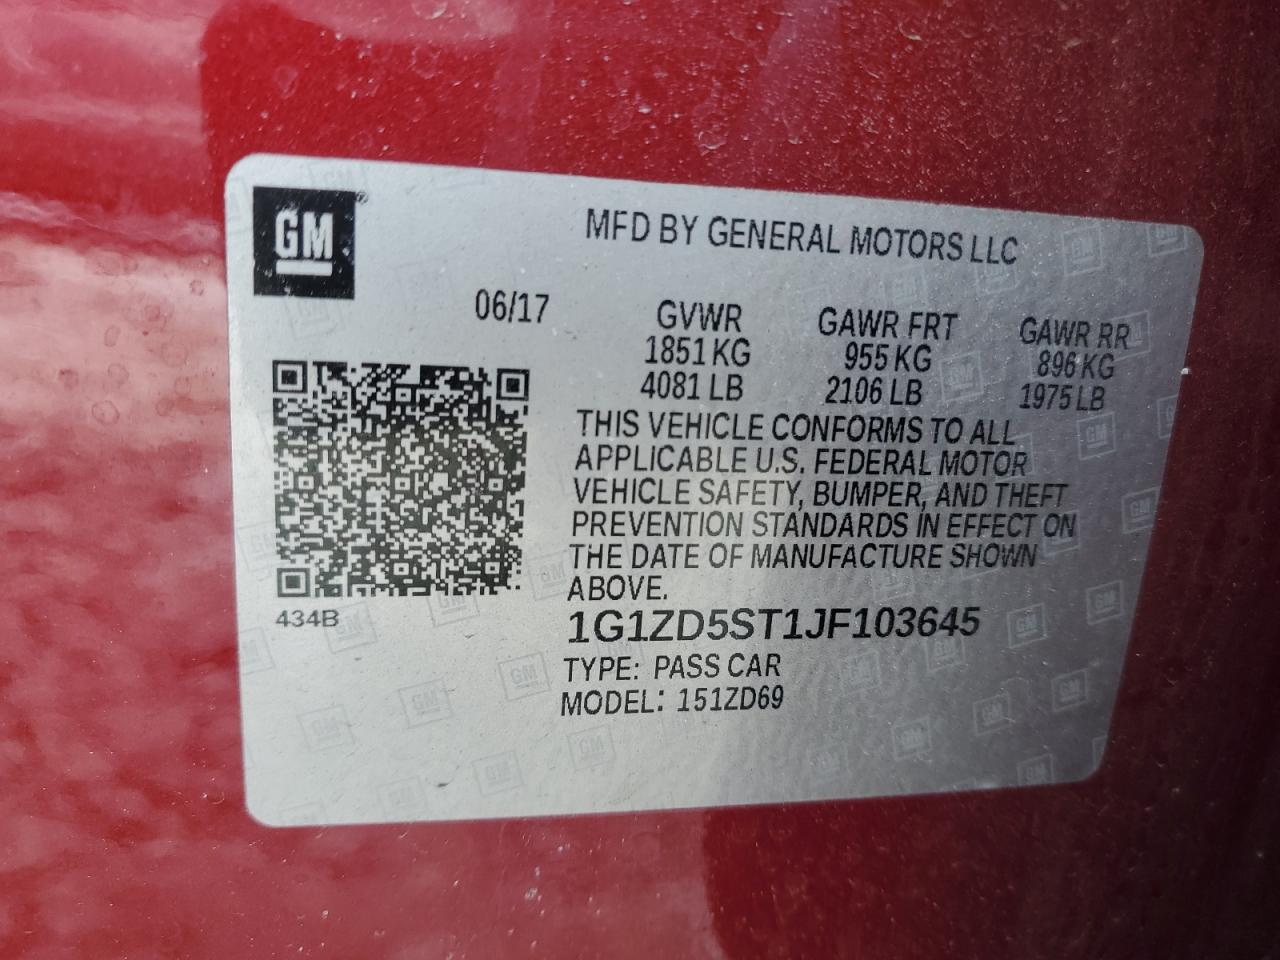 GM
MFD BY GENERAL MOTORS LLC
06/17 GVWR GAWR FRT GAWR RR
1851 KG 955 KG 896 KG
4081 LB 2106 LB 1975 LB
THIS VEHICLE CONFORMS TO ALL
APPLICABLE U.S. FEDERAL MOTOR
VEHICLE SAFETY, BUMPER, AND THEFT
PREVENTION STANDARDS IN EFFECT ON
THE DATE OF MANUFACTURE SHOWN
ABOVE.
434B
1G1ZD5ST1JF103645
TYPE: PASS CAR
MODEL: 151ZD69